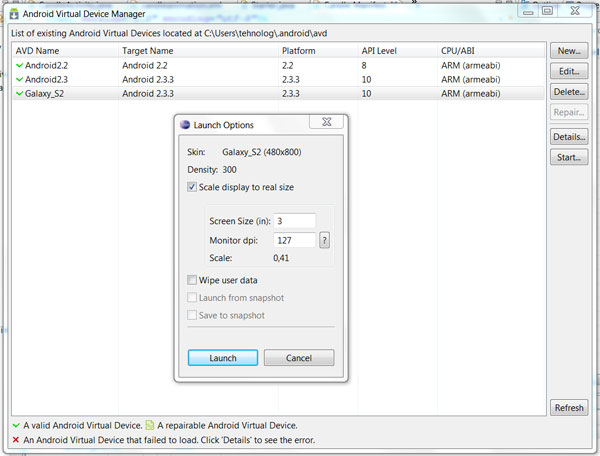 Android Virtual Device Manager
List of existing Android Virtual Devices located at C:\Users\tehnolog\.android\avd
AVD Name Target Name Platform API Level CPU/ABI
Android2.2 Android 2.2 2.2 8 ARM (armeabi)
Android2.3 Android 2.3.3 2.3.3 10 ARM (armeabi)
Galaxy_S2 Android 2.3.3 2.3.3 10 ARM (armeabi)
New...
Edit...
Delete...
Repair...
Details...
Start...
Launch Options
Skin: Galaxy_S2 (480x800)
Density: 300
Scale display to real size
Screen Size (in): 3
Monitor dpi: 127 ?
Scale: 0,41
Wipe user data
Launch from snapshot
Save to snapshot
Launch Cancel
Refresh
A valid Android Virtual Device. A repairable Android Virtual Device.
An Android Virtual Device that failed to load. Click 'Details' to see the error.